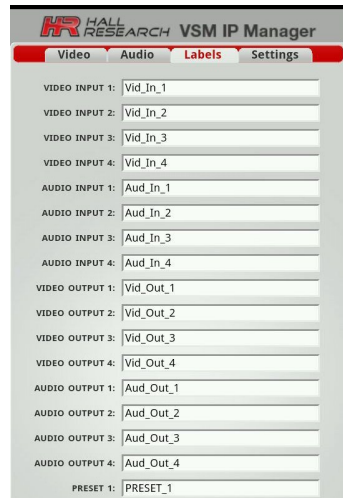 HR HALL RESEARCH VSM IP Manager
Video Audio Labels Settings
VIDEO INPUT 1: Vid_In_1
VIDEO INPUT 2: Vid_In_2
VIDEO INPUT 3: Vid_In_3
VIDEO INPUT 4: Vid_In_4
AUDIO INPUT 1: Aud_In_1
AUDIO INPUT 2: Aud_In_2
AUDIO INPUT 3: Aud_In_3
AUDIO INPUT 4: Aud_In_4
VIDEO OUTPUT 1: Vid_Out_1
VIDEO OUTPUT 2: Vid_Out_2
VIDEO OUTPUT 3: Vid_Out_3
VIDEO OUTPUT 4: Vid_Out_4
AUDIO OUTPUT 1: Aud_Out_1
AUDIO OUTPUT 2: Aud_Out_2
AUDIO OUTPUT 3: Aud_Out_3
AUDIO OUTPUT 4: Aud_Out_4
PRESET 1: PRESET_1